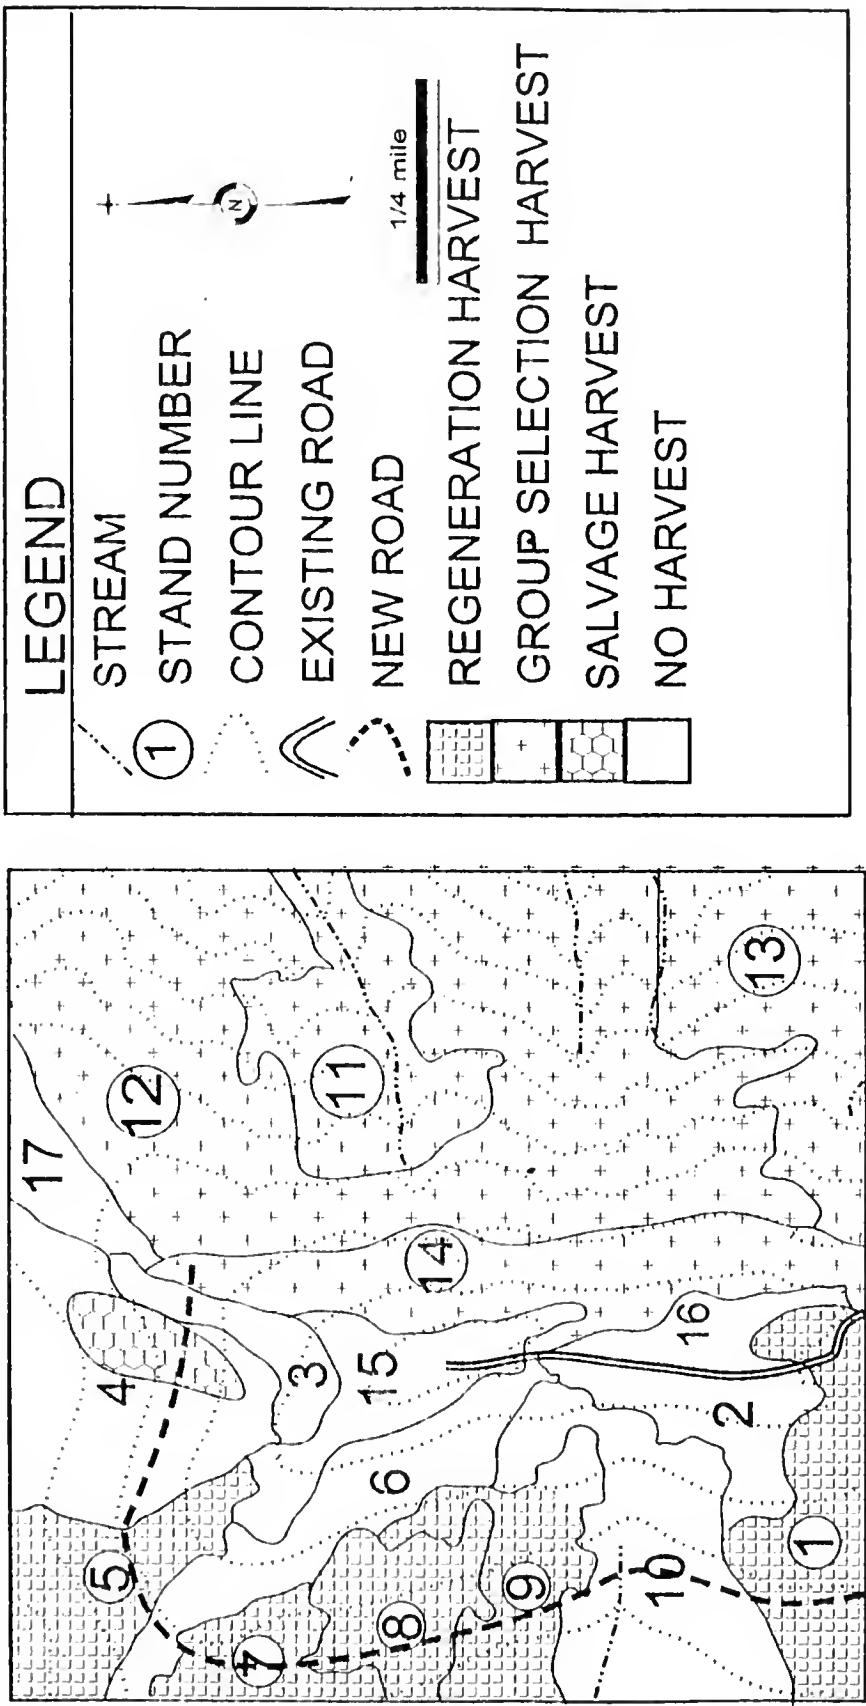 LEGEND
STREAM
1 STAND NUMBER
CONTOUR LINE
EXISTING ROAD
NEW ROAD
REGENERATION HARVEST
GROUP SELECTION HARVEST
SALVAGE HARVEST
NO HARVEST
N
1/4 mile
5
4
17
12
7
3
11
8
6
15
14
9
10
2
16
1
13